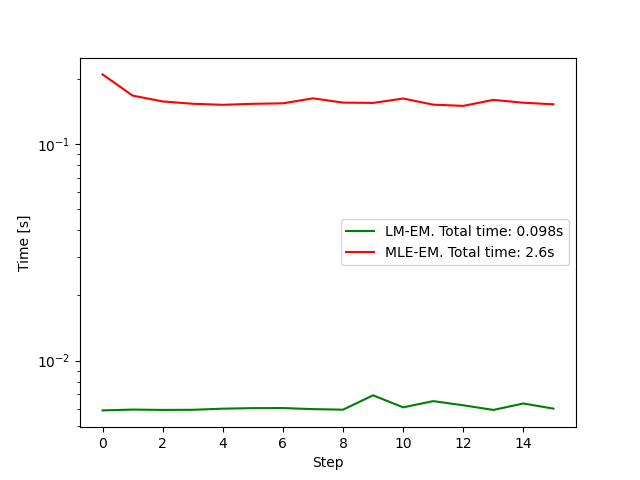 10⁻¹
10⁻²
Time [s]
LM-EM. Total time: 0.098s
MLE-EM. Total time: 2.6s
0 2 4 6 8 10 12 14
Step